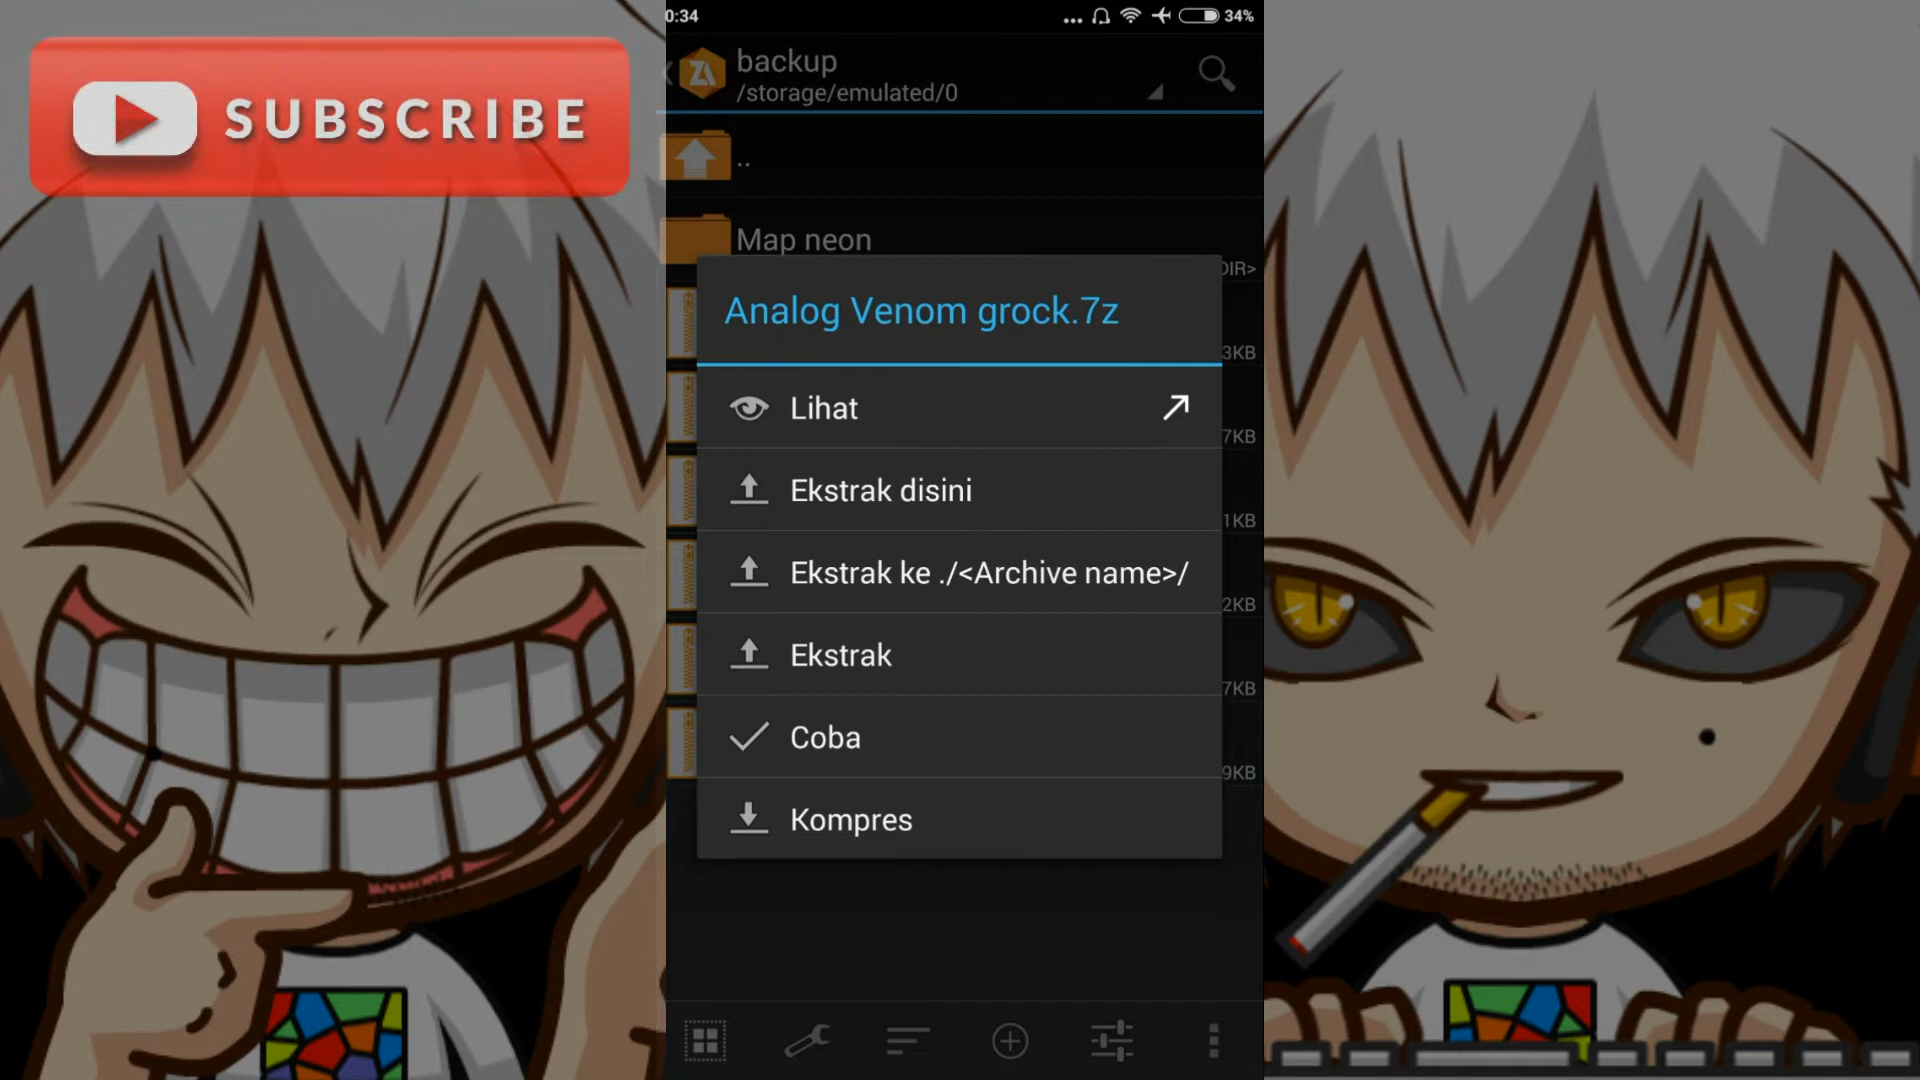 SUBSCRIBE
0:34
34%
backup
/storage/emulated/0
..
Map neon
DIR>
Analog Venom grock.7z
3KB
Lihat
7KB
Ekstrak disini
1KB
Ekstrak ke ./<Archive name>/
2KB
Ekstrak
7KB
Coba
9KB
Kompres